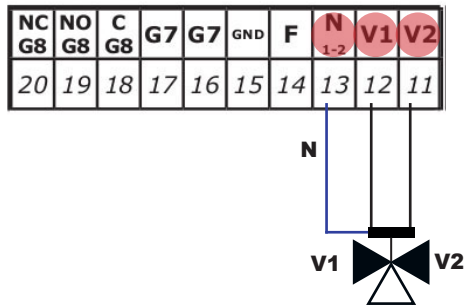 NC NO C G7 G7 GND F N V1 V2
G8 G8 G8 1-2
20 19 18 17 16 15 14 13 12 11
N
V1 V2